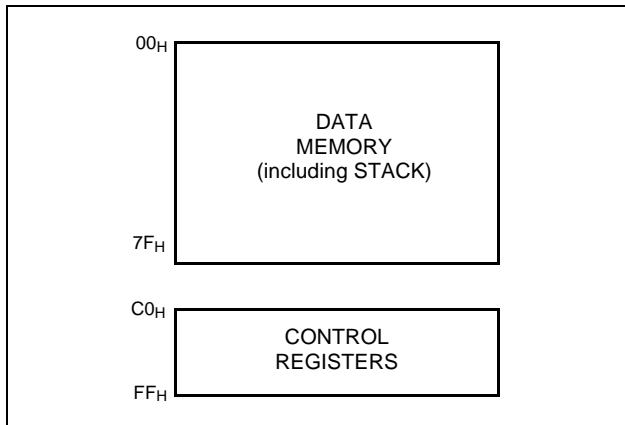 00H
DATA
MEMORY
(including STACK)
7FH
C0H
CONTROL
REGISTERS
FFH